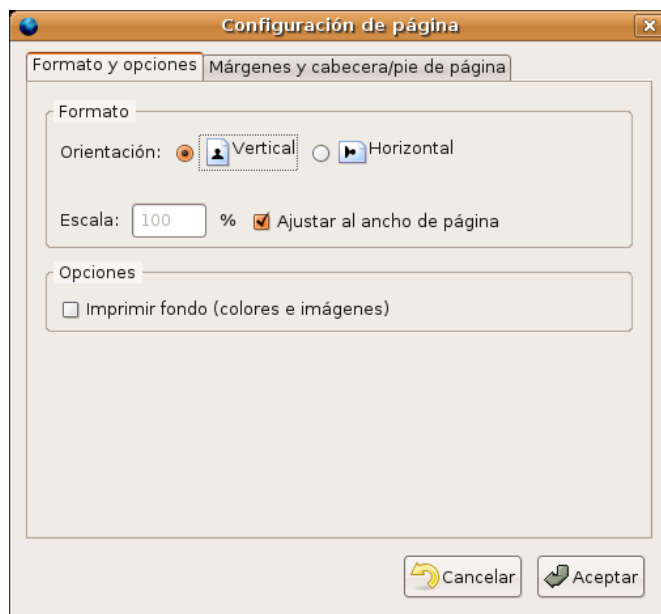 Configuración de página
Formato y opciones Márgenes y cabecera/pie de página
Formato
Orientación: Vertical Horizontal
Escala: 100 % Ajustar al ancho de página
Opciones
Imprimir fondo (colores e imágenes)
Cancelar Aceptar